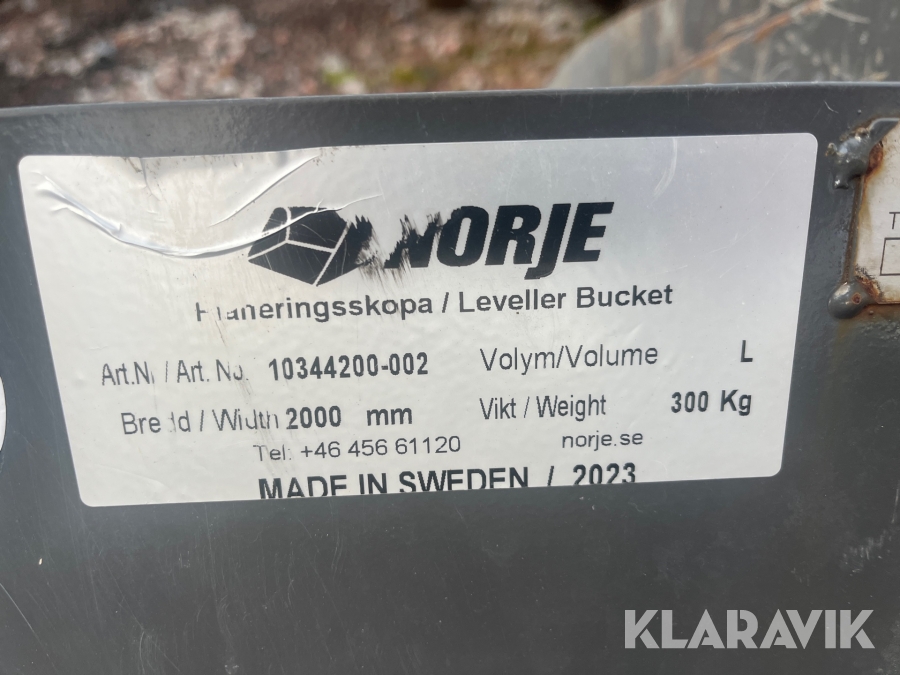 NORJE
Planeringsskopa / Leveller Bucket
Art.Nr / Art. No. 10344200-002
Volym/Volume L
Bredd / Width 2000 mm
Vikt / Weight 300 Kg
Tel: +46 456 61120
norje.se
MADE IN SWEDEN / 2023
T
KLARAVIK